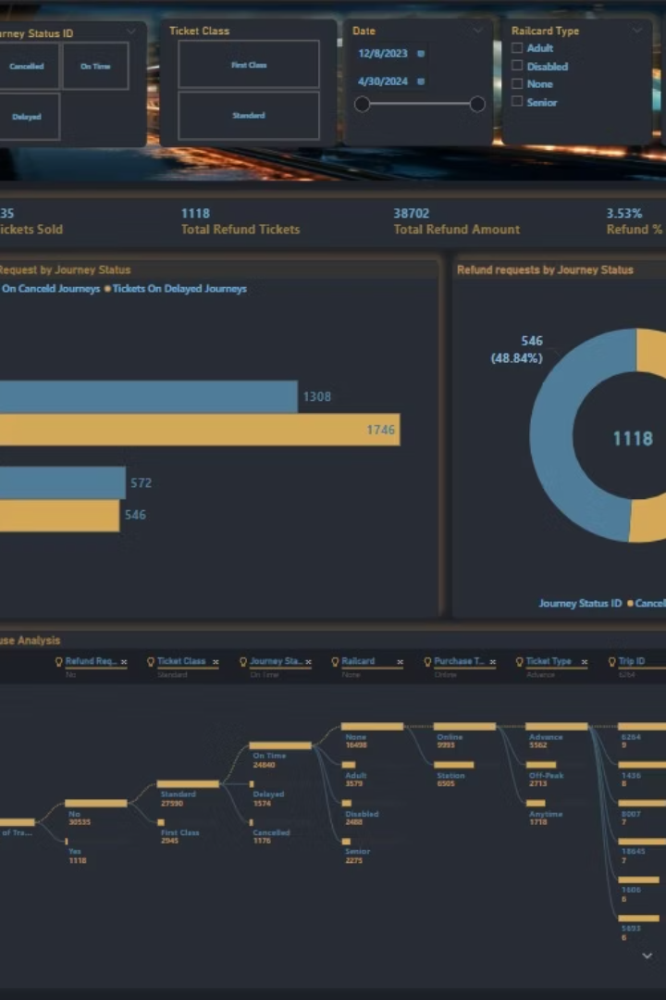 rney Status ID
Cancelled
On Time
Delayed
Ticket Class
First Class
Standard
Date
12/8/2023
4/30/2024
Railcard Type
Adult
Disabled
None
Senior
35
ickets Sold
1118
Total Refund Tickets
38702
Total Refund Amount
3.53%
Refund %
Request by Journey Status
On Canceld Journeys Tickets On Delayed Journeys
1308
1746
572
546
Refund requests by Journey Status
546
(48.84%)
1118
Journey Status ID Cancel
use Analysis
Refund Req... x
No
Ticket Class x
Standard
Journey Sta... x
On Time
Railcard x
None
Purchase T... x
Online
Ticket Type x
Advance
Trip ID
6264
of Tra...
No
30535
Yes
1118
Standard
27590
First Class
2945
On Time
24840
Delayed
1574
Cancelled
1176
None
16498
Adult
3579
Disabled
2488
Senior
2275
Online
9993
Station
6505
Advance
5562
Off-Peak
2713
Anytime
1718
6264
9
1436
8
8007
7
18645
7
1606
6
5693
6